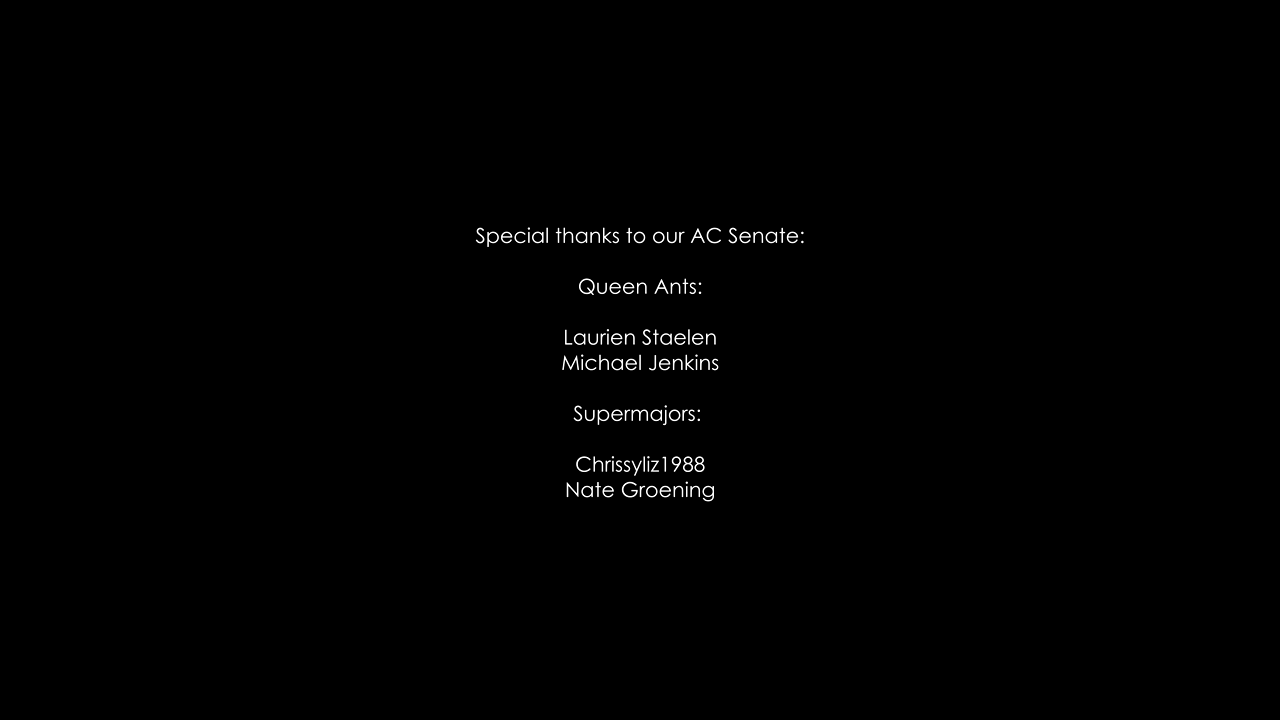 Special thanks to our AC Senate:
Queen Ants:
Laurien Staelen
Michael Jenkins
Supermajors:
Chrissyliz1988
Nate Groening